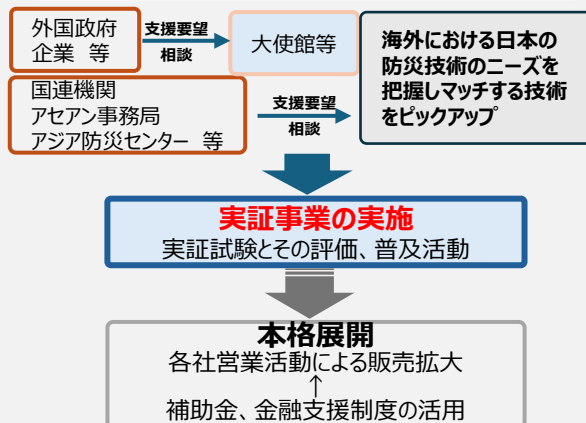 外国政府
企業 等
支援要望
相談
大使館等
海外における日本の
防災技術のニーズを
把握しマッチする技術
をピックアップ
国連機関
アセアン事務局
アジア防災センター 等
支援要望
相談
実証事業の実施
実証試験とその評価、普及活動
本格展開
各社営業活動による販売拡大
↑
補助金、金融支援制度の活用